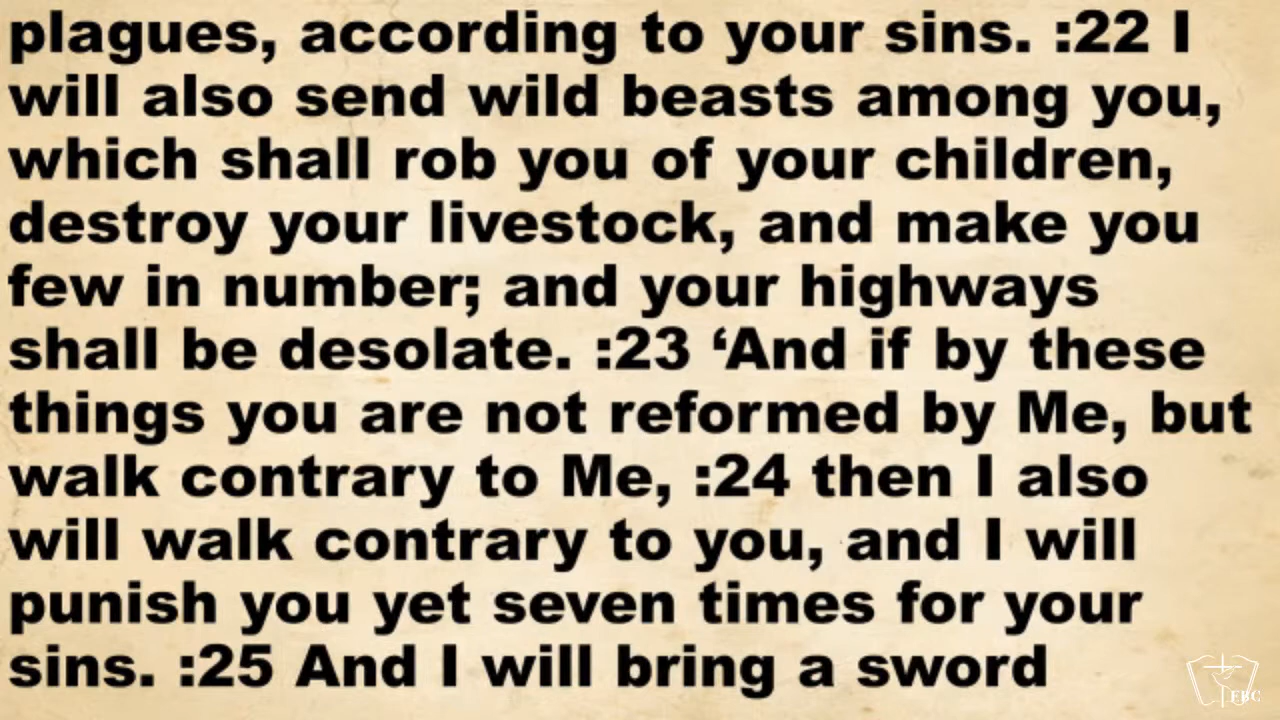 plagues, according to your sins. :22 I
will also send wild beasts among you,
which shall rob you of your children,
destroy your livestock, and make you
few in number; and your highways
shall be desolate. :23 ‘And if by these
things you are not reformed by Me, but
walk contrary to Me, :24 then I also
will walk contrary to you, and I will
punish you yet seven times for your
sins. :25 And I will bring a sword
FBC